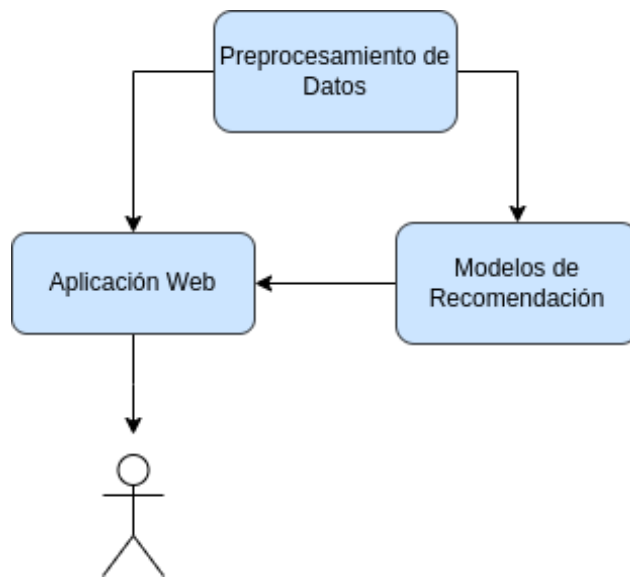 Preprocesamiento de
Datos
Aplicación Web
Modelos de
Recomendación